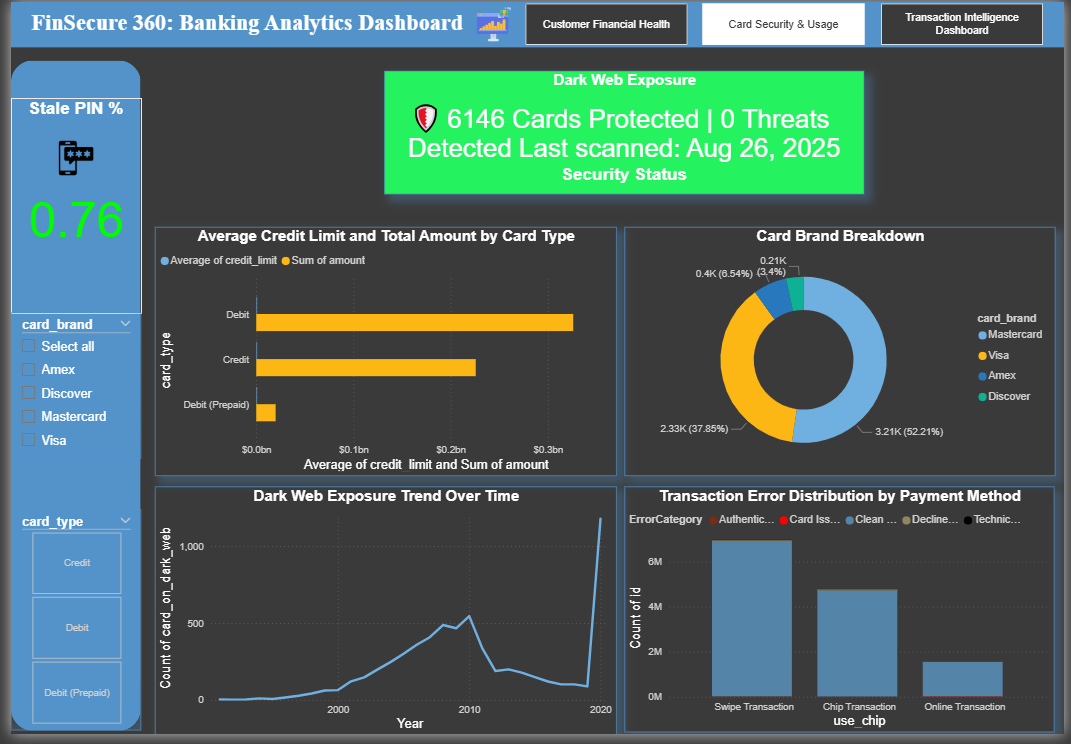 FinSecure 360: Banking Analytics Dashboard
Customer Financial Health
Card Security & Usage
Transaction Intelligence
Dashboard
Stale PIN %
0.76
card_brand
Select all
Amex
Discover
Mastercard
Visa
card_type
Credit
Debit
Debit (Prepaid)
Dark Web Exposure
6146 Cards Protected | 0 Threats
Detected Last scanned: Aug 26, 2025
Security Status
Average Credit Limit and Total Amount by Card Type
Average of credit_limit
Sum of amount
card_type
Debit
Credit
Debit (Prepaid)
$0.0bn
$0.1bn
$0.2bn
$0.3bn
Average of credit_limit and Sum of amount
Card Brand Breakdown
0.21K
(3.4%)
0.4K (6.54%)
2.33K (37.85%)
3.21K (52.21%)
card_brand
Mastercard
Visa
Amex
Discover
Dark Web Exposure Trend Over Time
Count of card_on_dark_web
1,000
500
0
2000
2010
2020
Year
Transaction Error Distribution by Payment Method
ErrorCategory
Authentic...
Card Iss...
Clean ...
Decline...
Technic...
Count of id
6M
4M
2M
0M
Swipe Transaction
Chip Transaction
Online Transaction
use_chip